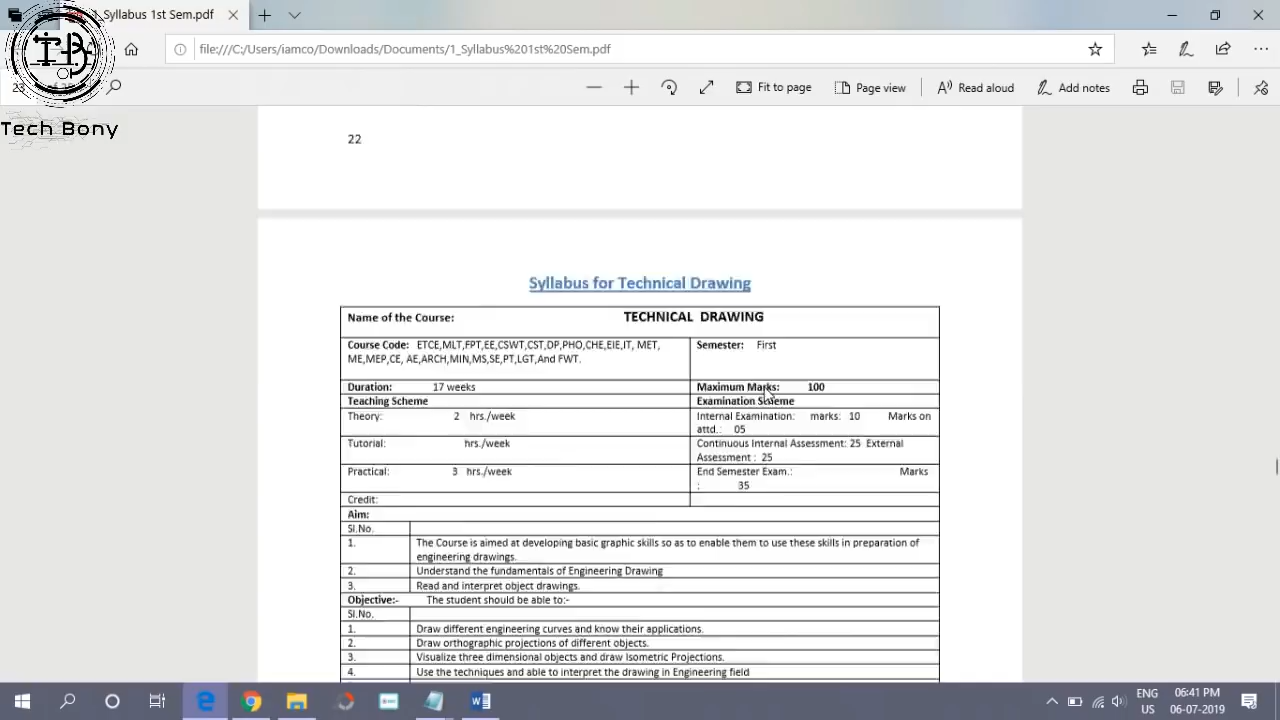 _Syllabus 1st Sem.pdf
file:///C:/Users/iamco/Downloads/Documents/1_Syllabus%201st%20Sem.pdf
23
Fit to page
Page view
Read aloud
Add notes
Tech Bony
22
Syllabus for Technical Drawing
Name of the Course: TECHNICAL DRAWING
Course Code: ETCE,MLT,FPT,EE,CSWT,CST,DP,PHO,CHE,EIE,IT, MET,
ME,MEP,CE, AE,ARCH,MIN,MS,SE,PT,LGT,And FWT.
Semester: First
Duration: 17 weeks
Maximum Marks: 100
Teaching Scheme
Examination Scheme
Theory: 2 hrs./week
Internal Examination: marks: 10 Marks on
attd.: 05
Tutorial: hrs./week
Continuous Internal Assessment: 25 External
Assessment : 25
Practical: 3 hrs./week
End Semester Exam.: Marks
: 35
Credit:
Aim:
Sl.No.
1. The Course is aimed at developing basic graphic skills so as to enable them to use these skills in preparation of
engineering drawings.
2. Understand the fundamentals of Engineering Drawing
3. Read and interpret object drawings.
Objective:- The student should be able to:-
Sl.No.
1. Draw different engineering curves and know their applications.
2. Draw orthographic projections of different objects.
3. Visualize three dimensional objects and draw Isometric Projections.
4. Use the techniques and able to interpret the drawing in Engineering field
ENG
US
06:41 PM
06-07-2019